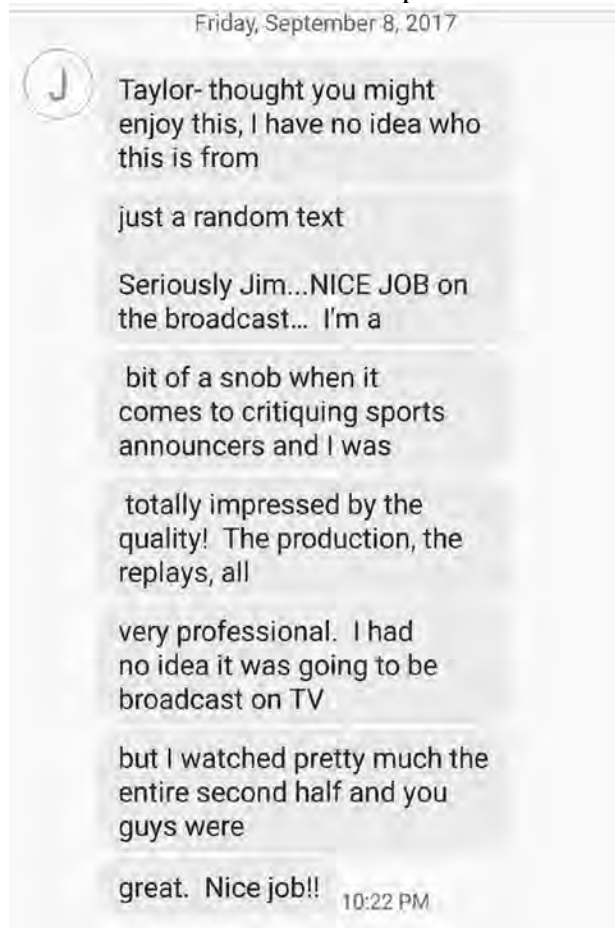 Friday, September 8, 2017
J
Taylor- thought you might
enjoy this, I have no idea who
this is from
just a random text
Seriously Jim...NICE JOB on
the broadcast... I'm a
bit of a snob when it
comes to critiquing sports
announcers and I was
totally impressed by the
quality! The production, the
replays, all
very professional. I had
no idea it was going to be
broadcast on TV
but I watched pretty much the
entire second half and you
guys were
great. Nice job!!
10:22 PM